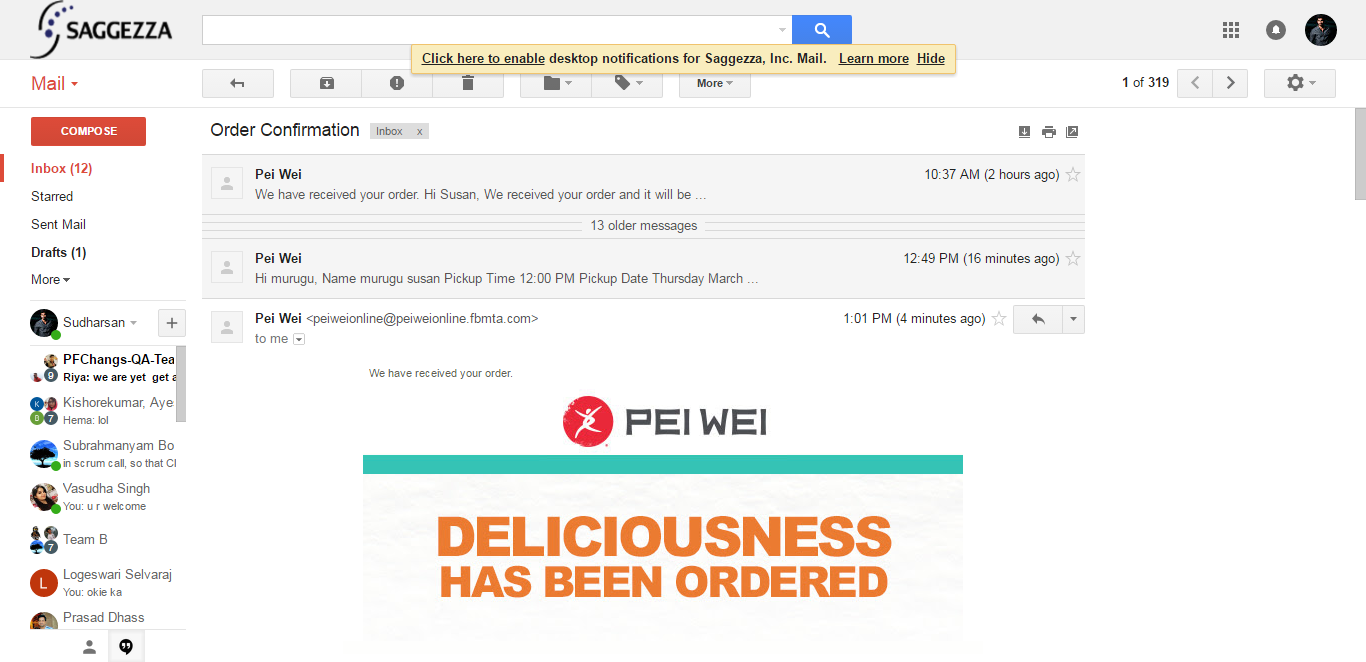 SAGGEZZA
Click here to enable desktop notifications for Saggezza, Inc. Mail. Learn more Hide
Mail
More
1 of 319
COMPOSE
Inbox (12)
Starred
Sent Mail
Drafts (1)
More
Sudharsan
PFChangs-QA-Tea
9
Riya: we are yet get a
K
Kishorekumar, Aye
B
7
Hema: lol
Subrahmanyam Bo
in scrum call, so that Cl
Vasudha Singh
You: u r welcome
7
Team B
L
Logeswari Selvaraj
You: okie ka
Prasad Dhass
Order Confirmation Inbox x
Pei Wei 10:37 AM (2 hours ago)
We have received your order. Hi Susan, We received your order and it will be ...
13 older messages
Pei Wei 12:49 PM (16 minutes ago)
Hi murugu, Name murugu susan Pickup Time 12:00 PM Pickup Date Thursday March ...
Pei Wei <peiweionline@peiweionline.fbmta.com> 1:01 PM (4 minutes ago)
to me
We have received your order.
PEI WEI
DELICIOUSNESS
HAS BEEN ORDERED